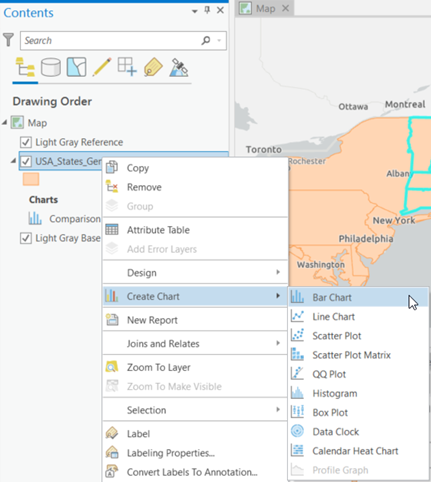 Contents
Map
Search
Drawing Order
Map
Light Gray Reference
USA_States_Gen
Charts
Comparison
Light Gray Base
Copy
Remove
Group
Attribute Table
Add Error Layers
Design
Create Chart
New Report
Joins and Relates
Zoom To Layer
Zoom To Make Visible
Selection
Label
Labeling Properties...
Convert Labels To Annotation...
Bar Chart
Line Chart
Scatter Plot
Scatter Plot Matrix
QQ Plot
Histogram
Box Plot
Data Clock
Calendar Heat Chart
Profile Graph
Ottawa
Montreal
Toronto
Rochester
Alban
New York
Philadelphia
Washington